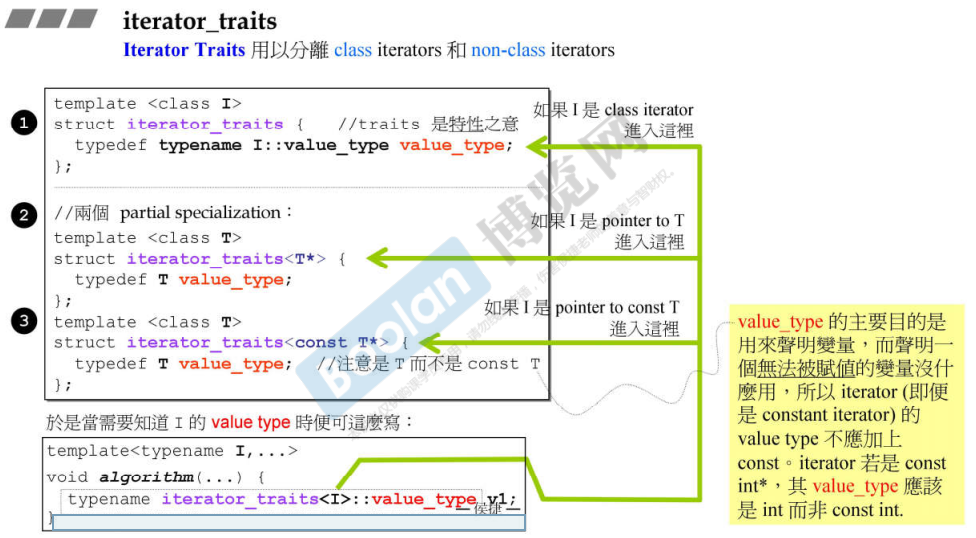 iterator_traits
Iterator Traits 用以分離 class iterators 和 non-class iterators
1
template <class I>
struct iterator_traits { //traits 是特性之意
typedef typename I::value_type value_type;
};
如果 I 是 class iterator
進入這裡
2
//兩個 partial specialization：
template <class T>
struct iterator_traits<T*> {
typedef T value_type;
};
如果 I 是 pointer to T
進入這裡
3
template <class T>
struct iterator_traits<const T*> {
typedef T value_type; //注意是 T 而不是 const T
};
如果 I 是 pointer to const T
進入這裡
value_type 的主要目的是
用來聲明變量，而聲明一
個無法被賦值的變量沒什
麼用，所以 iterator (即便
是 constant iterator) 的
value type 不應加上
const。iterator 若是 const
int*，其 value_type 應該
是 int 而非 const int.
於是當需要知道 I 的 value type 時便可這麼寫：
template<typename I,...>
void algorithm(...) {
typename iterator_traits<I>::value_type v1;
}
侯捷
Boolan
博览网